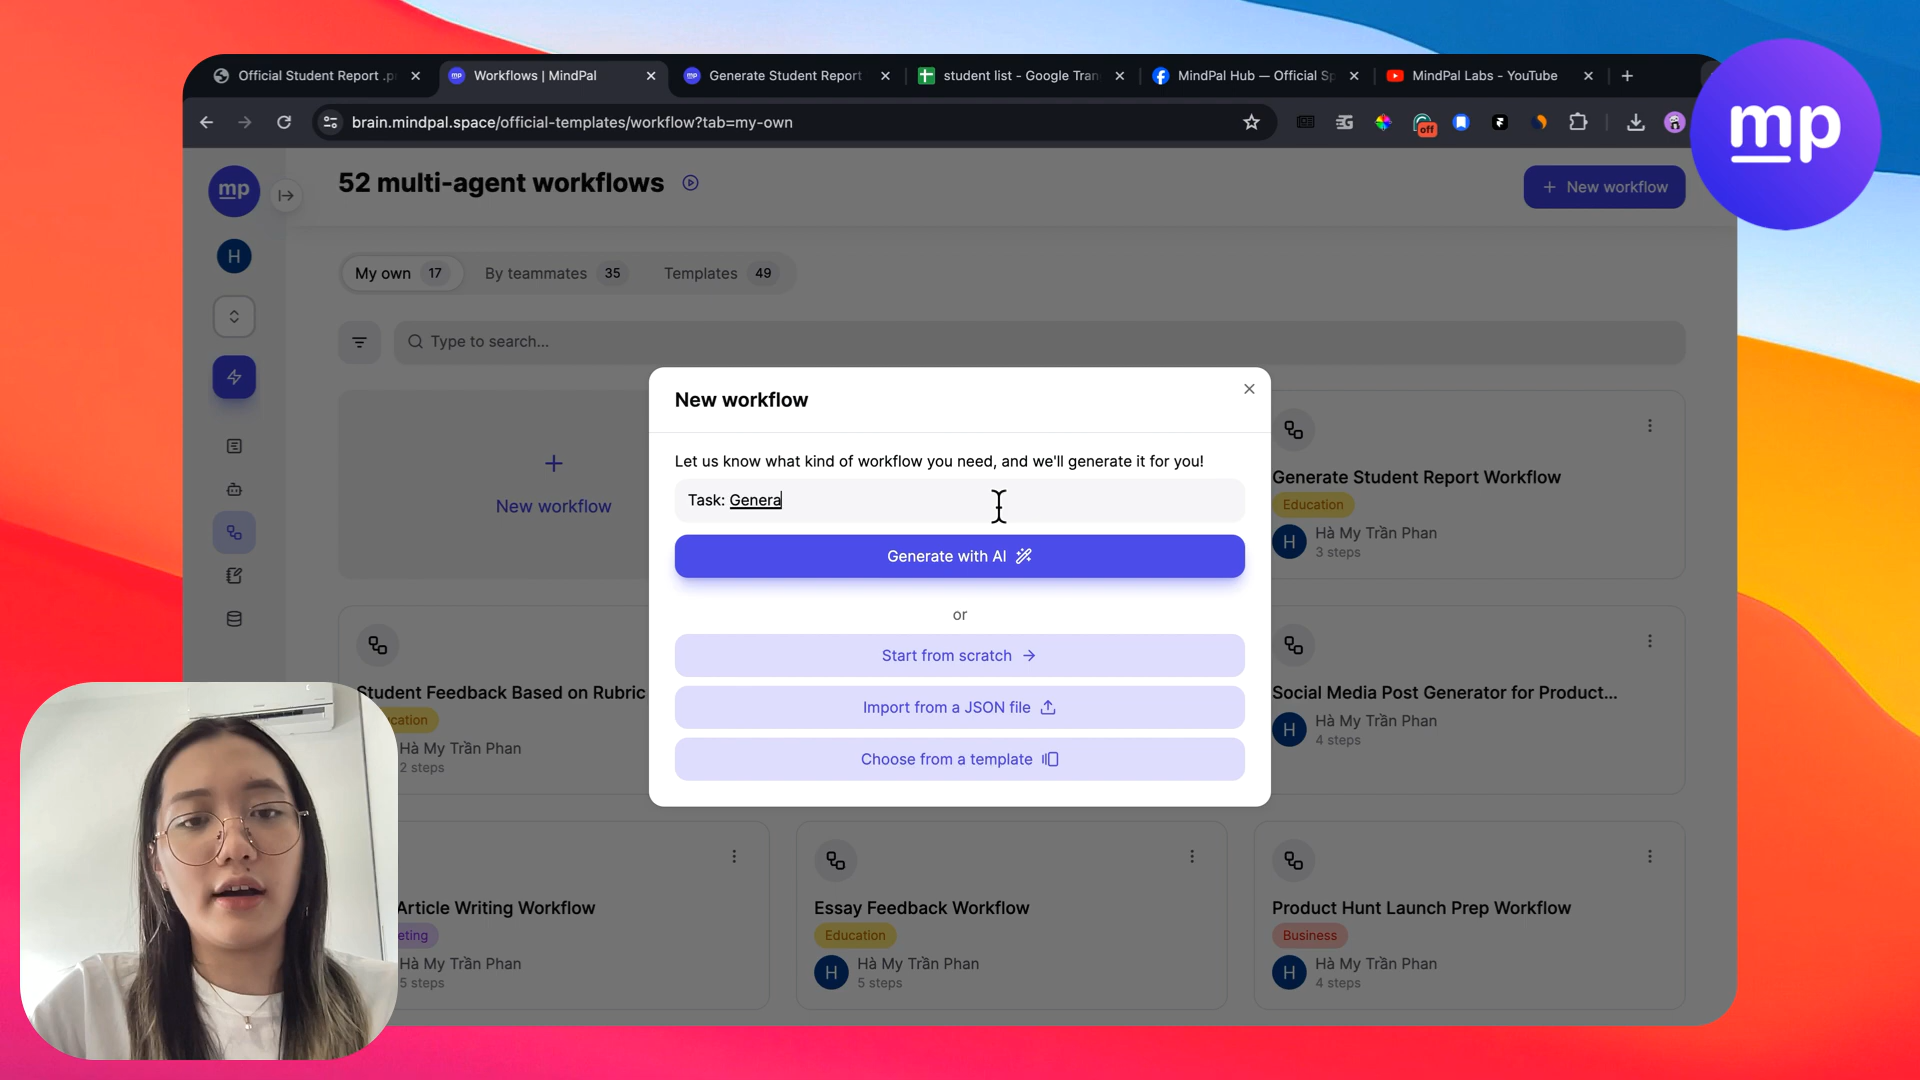 Official Student Report .p
Workflows | MindPal
Generate Student Report
student list - Google Tran
MindPal Hub — Official Sp
MindPal Labs - YouTube
brain.mindpal.space/official-templates/workflow?tab=my-own
off
mp
mp
52 multi-agent workflows
New workflow
H
My own 17
By teammates 35
Templates 49
Type to search...
New workflow
New workflow
Let us know what kind of workflow you need, and we'll generate it for you!
Task: Genera
Generate with AI
or
Start from scratch
Import from a JSON file
Choose from a template
Generate Student Report Workflow
Education
H
Hà My Trần Phan
3 steps
Student Feedback Based on Rubric
cation
Hà My Trần Phan
2 steps
Social Media Post Generator for Product...
H
Hà My Trần Phan
4 steps
Article Writing Workflow
eting
Hà My Trần Phan
5 steps
Essay Feedback Workflow
Education
H
Hà My Trần Phan
5 steps
Product Hunt Launch Prep Workflow
Business
H
Hà My Trần Phan
4 steps